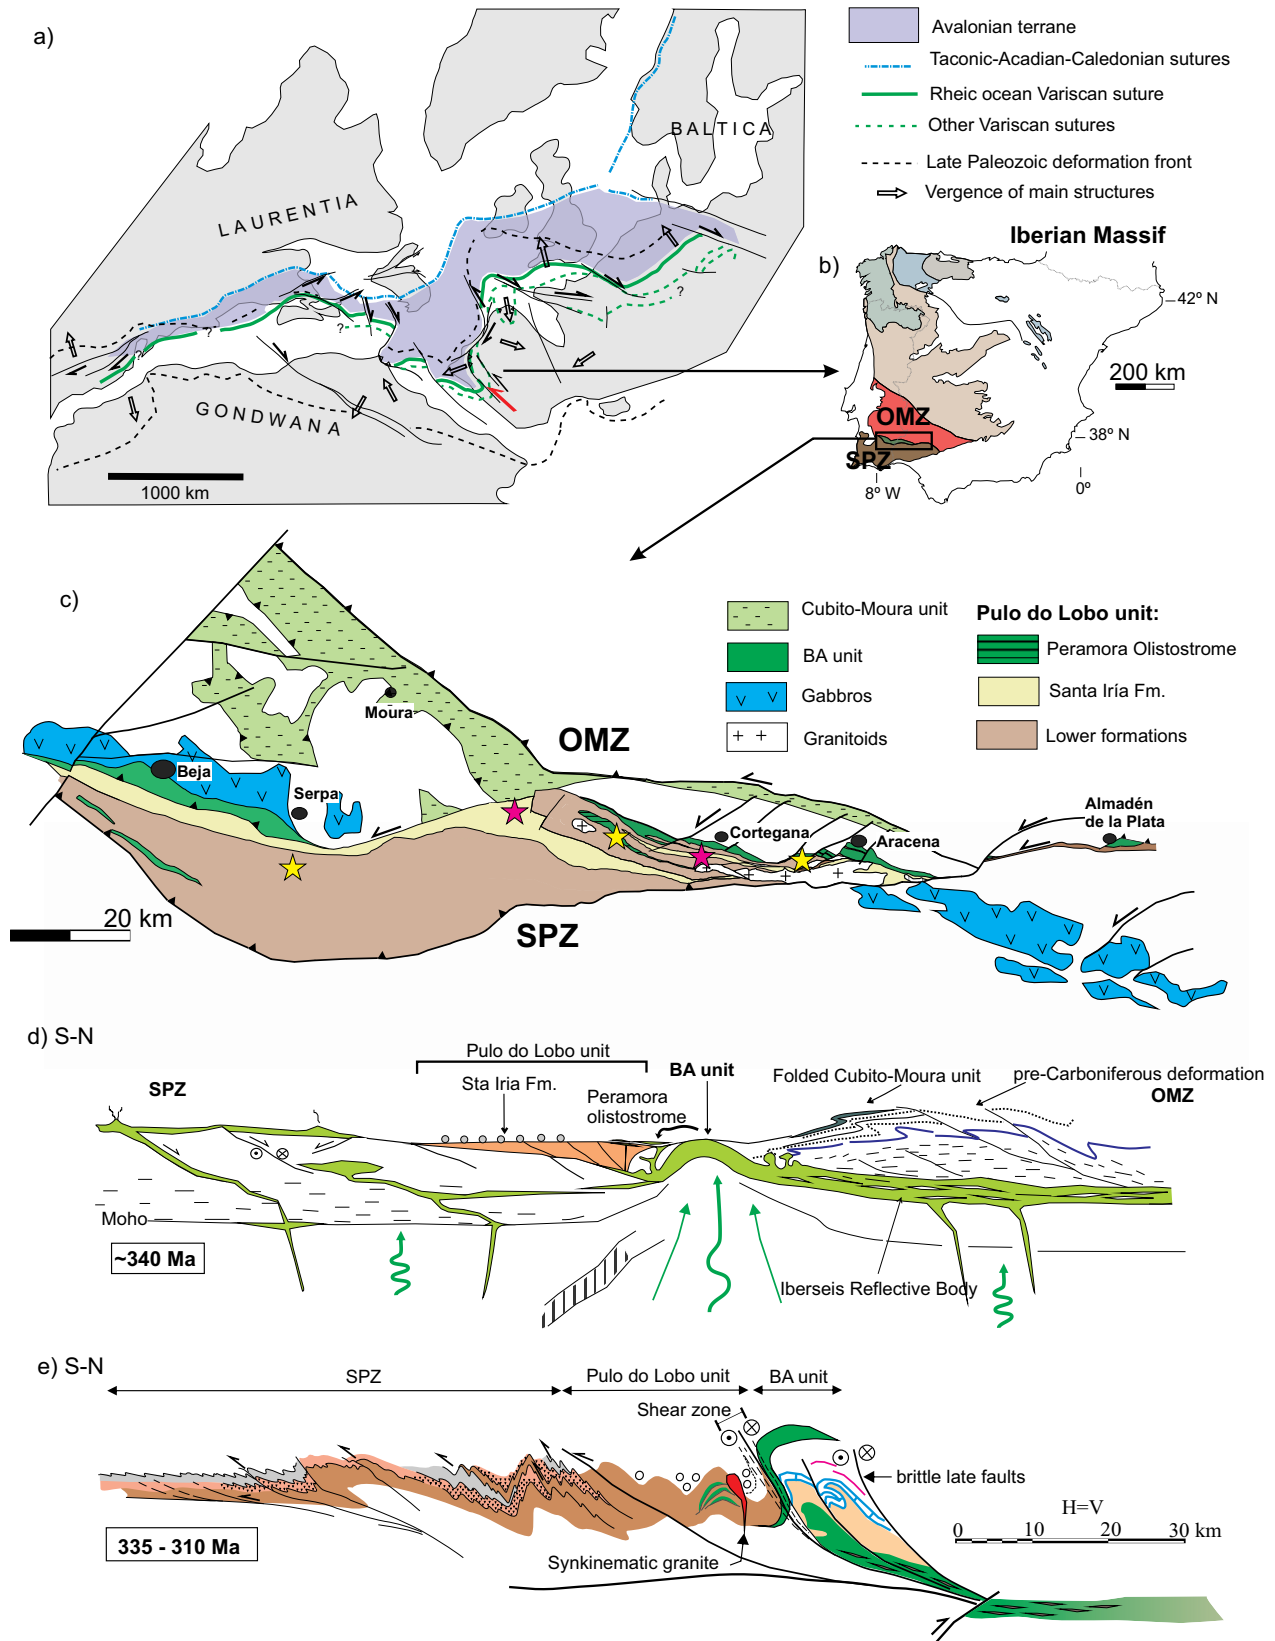 a)
LAURENTIA
BALTICA
GONDWANA
?
?
?
?
1000 km
Avalonian terrane
Taconic-Acadian-Caledonian sutures
Rheic ocean Variscan suture
Other Variscan sutures
Late Paleozoic deformation front
Vergence of main structures
Iberian Massif
b)
42º N
200 km
OMZ
38º N
SPZ
8º W
0º
c)
Cubito-Moura unit
BA unit
Gabbros
Granitoids
Pulo do Lobo unit:
Peramora Olistostrome
Santa Iría Fm.
Lower formations
Moura
OMZ
Beja
Serpa
Cortegana
Aracena
Almadén
de la Plata
20 km
SPZ
d) S-N
Pulo do Lobo unit
SPZ
Sta Iria Fm.
BA unit
Peramora
olistostrome
Folded Cubito-Moura unit
pre-Carboniferous deformation
OMZ
Moho
~340 Ma
Iberseis Reflective Body
e) S-N
SPZ
Pulo do Lobo unit
BA unit
Shear zone
brittle late faults
H=V
0 10 20 30 km
335 - 310 Ma
Synkinematic granite